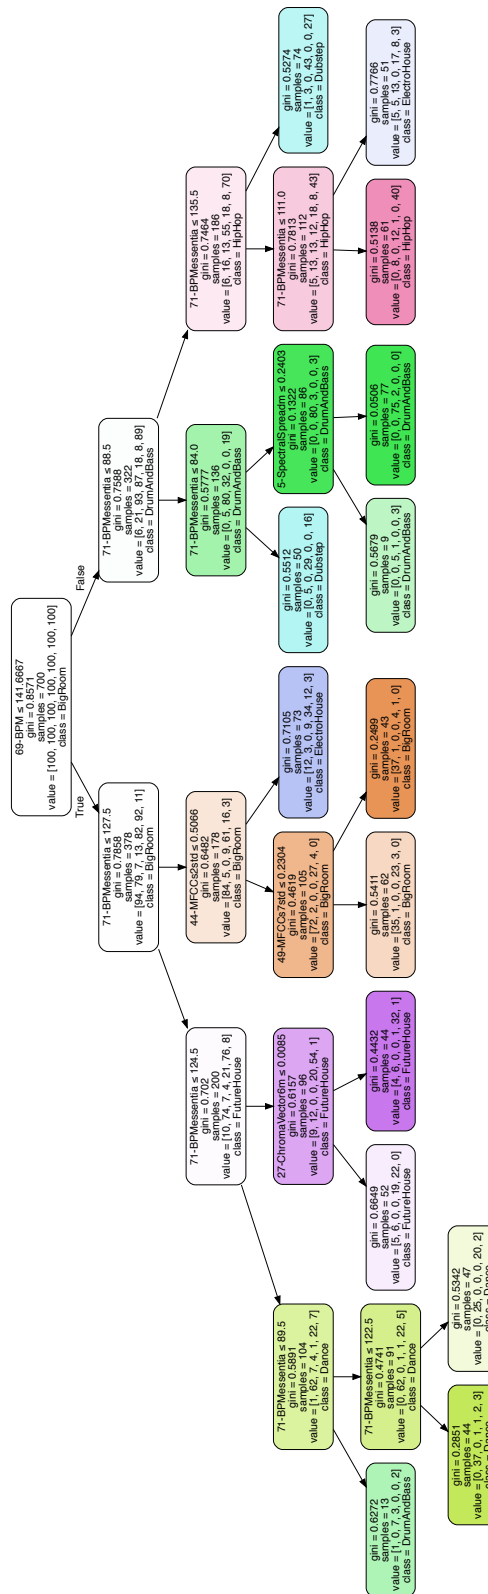 69-BPM ≤ 141.6667
gini = 0.8571
samples = 700
value = [100, 100, 100, 100, 100, 100, 100]
class = BigRoom
True
False
71-BPMessentia ≤ 127.5
gini = 0.7858
samples = 378
value = [94, 79, 7, 13, 82, 92, 11]
class = BigRoom
71-BPMessentia ≤ 88.5
gini = 0.7588
samples = 322
value = [6, 21, 93, 87, 18, 8, 89]
class = DrumAndBass
71-BPMessentia ≤ 124.5
gini = 0.702
samples = 200
value = [10, 74, 7, 4, 21, 76, 8]
class = FutureHouse
44-MFCCs2std ≤ 0.5066
gini = 0.6482
samples = 178
value = [84, 5, 0, 9, 61, 16, 3]
class = BigRoom
71-BPMessentia ≤ 84.0
gini = 0.5777
samples = 136
value = [0, 5, 80, 32, 0, 0, 19]
class = DrumAndBass
71-BPMessentia ≤ 135.5
gini = 0.7464
samples = 186
value = [6, 16, 13, 55, 18, 8, 70]
class = HipHop
71-BPMessentia ≤ 89.5
gini = 0.5891
samples = 104
value = [1, 62, 7, 4, 1, 22, 7]
class = Dance
27-ChromaVector6m ≤ 0.0085
gini = 0.6157
samples = 96
value = [9, 12, 0, 0, 20, 54, 1]
class = FutureHouse
49-MFCCs7std ≤ 0.2304
gini = 0.4619
samples = 105
value = [72, 2, 0, 0, 27, 4, 0]
class = BigRoom
gini = 0.7105
samples = 73
value = [12, 3, 0, 9, 34, 12, 3]
class = ElectroHouse
gini = 0.5512
samples = 50
value = [0, 5, 0, 29, 0, 0, 16]
class = Dubstep
5-SpectralSpreadm ≤ 0.2403
gini = 0.1322
samples = 86
value = [0, 0, 80, 3, 0, 0, 3]
class = DrumAndBass
71-BPMessentia ≤ 111.0
gini = 0.7813
samples = 112
value = [5, 13, 13, 12, 18, 8, 43]
class = HipHop
gini = 0.5274
samples = 74
value = [1, 3, 0, 43, 0, 0, 27]
class = Dubstep
gini = 0.6272
samples = 13
value = [1, 0, 7, 3, 0, 0, 2]
class = DrumAndBass
71-BPMessentia ≤ 122.5
gini = 0.4741
samples = 91
value = [0, 62, 0, 1, 1, 22, 5]
class = Dance
gini = 0.6649
samples = 52
value = [5, 6, 0, 0, 19, 22, 0]
class = FutureHouse
gini = 0.4432
samples = 44
value = [4, 6, 0, 0, 1, 32, 1]
class = FutureHouse
gini = 0.5411
samples = 62
value = [35, 1, 0, 0, 23, 3, 0]
class = BigRoom
gini = 0.2499
samples = 43
value = [37, 1, 0, 0, 4, 1, 0]
class = BigRoom
gini = 0.5679
samples = 9
value = [0, 0, 5, 1, 0, 0, 3]
class = DrumAndBass
gini = 0.0506
samples = 77
value = [0, 0, 75, 2, 0, 0, 0]
class = DrumAndBass
gini = 0.5138
samples = 61
value = [0, 8, 0, 12, 1, 0, 40]
class = HipHop
gini = 0.7766
samples = 51
value = [5, 5, 13, 0, 17, 8, 3]
class = ElectroHouse
gini = 0.2851
samples = 44
value = [0, 37, 0, 1, 1, 2, 3]
class = Dance
gini = 0.5342
samples = 47
value = [0, 25, 0, 0, 0, 20, 2]
class = Dance